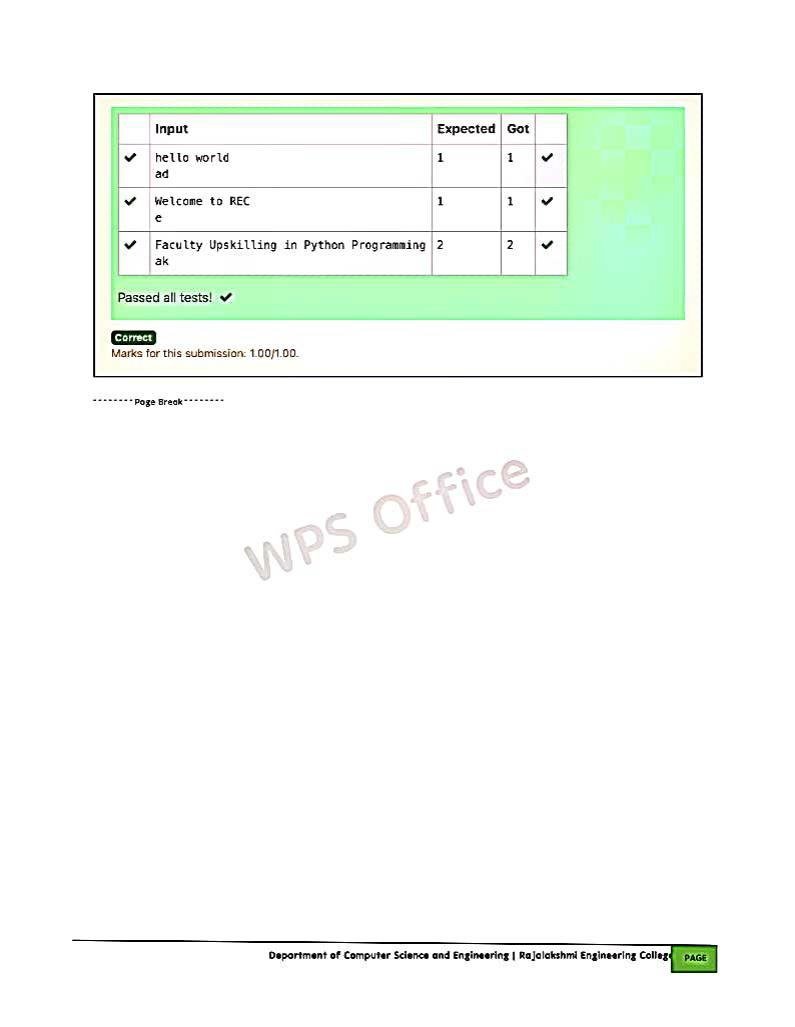 Input Expected Got
hello world 1 1
ad
Welcome to REC 1 1
e
Faculty Upskilling in Python Programming 2 2
ak
Passed all tests!
Correct
Marks for this submission: 1.00/1.00.
--------Page Break--------
WPS Office
Department of Computer Science and Engineering | Rajalakshmi Engineering College PAGE